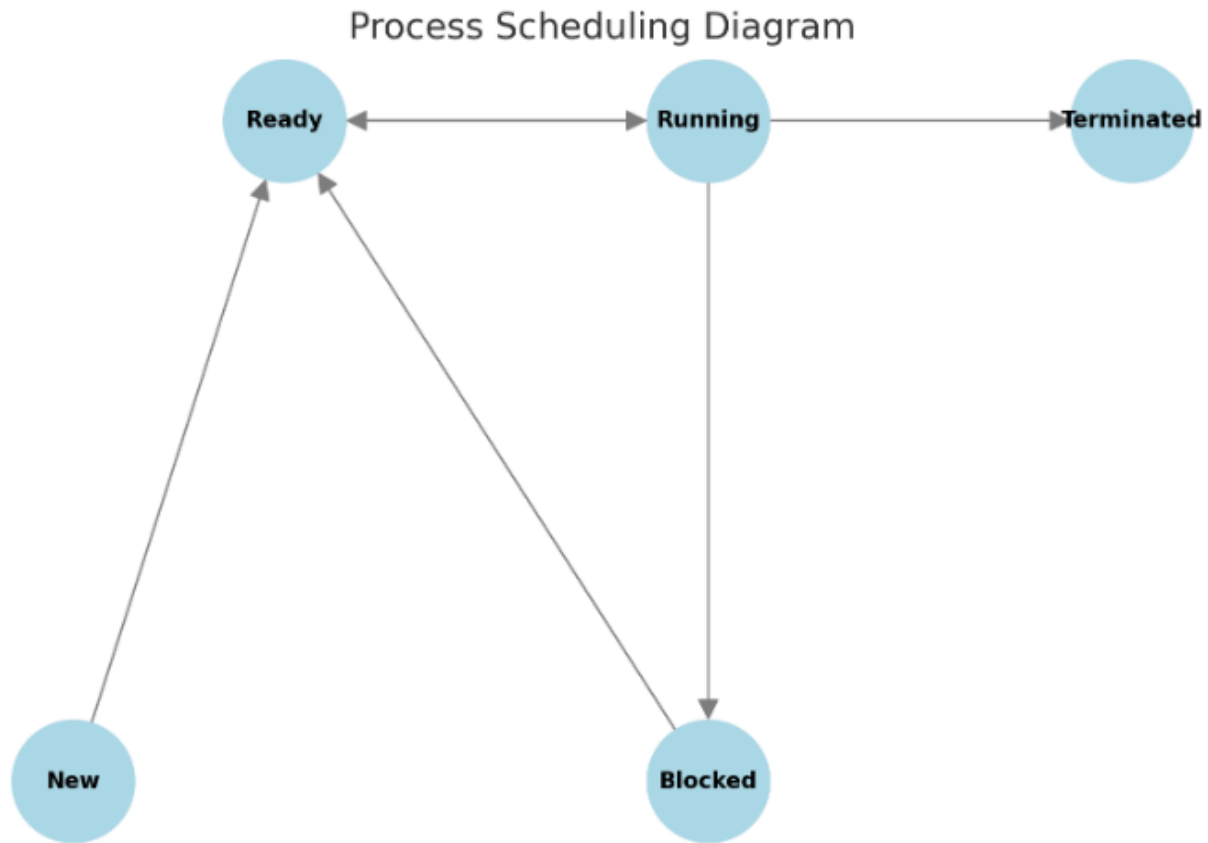 Process Scheduling Diagram
Ready
Running
Terminated
New
Blocked